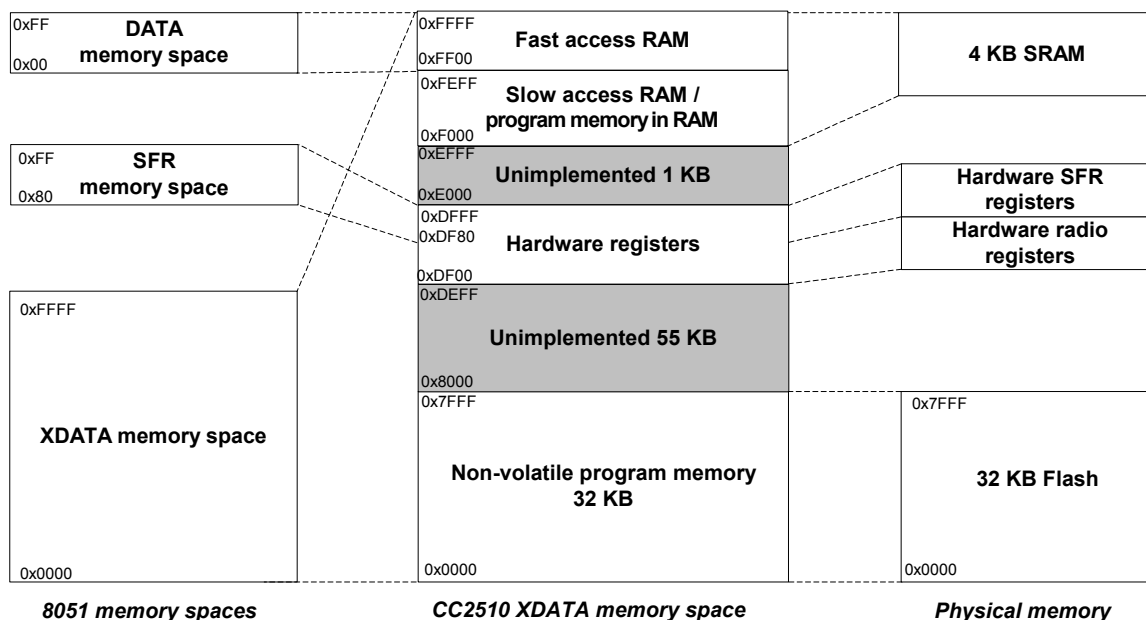 0xFF
DATA
memory space
0x00
0xFF
SFR
memory space
0x80
0xFFFF
XDATA memory space
0x0000
8051 memory spaces
0xFFFF
Fast access RAM
0xFF00
0xFEFF
Slow access RAM /
program memory in RAM
0xF000
0xEFFF
Unimplemented 1 KB
0xE000
0xDFFF
0xDF80
Hardware registers
0xDF00
0xDEFF
Unimplemented 55 KB
0x8000
0x7FFF
Non-volatile program memory
32 KB
0x0000
CC2510 XDATA memory space
4 KB SRAM
Hardware SFR
registers
Hardware radio
registers
0x7FFF
32 KB Flash
0x0000
Physical memory